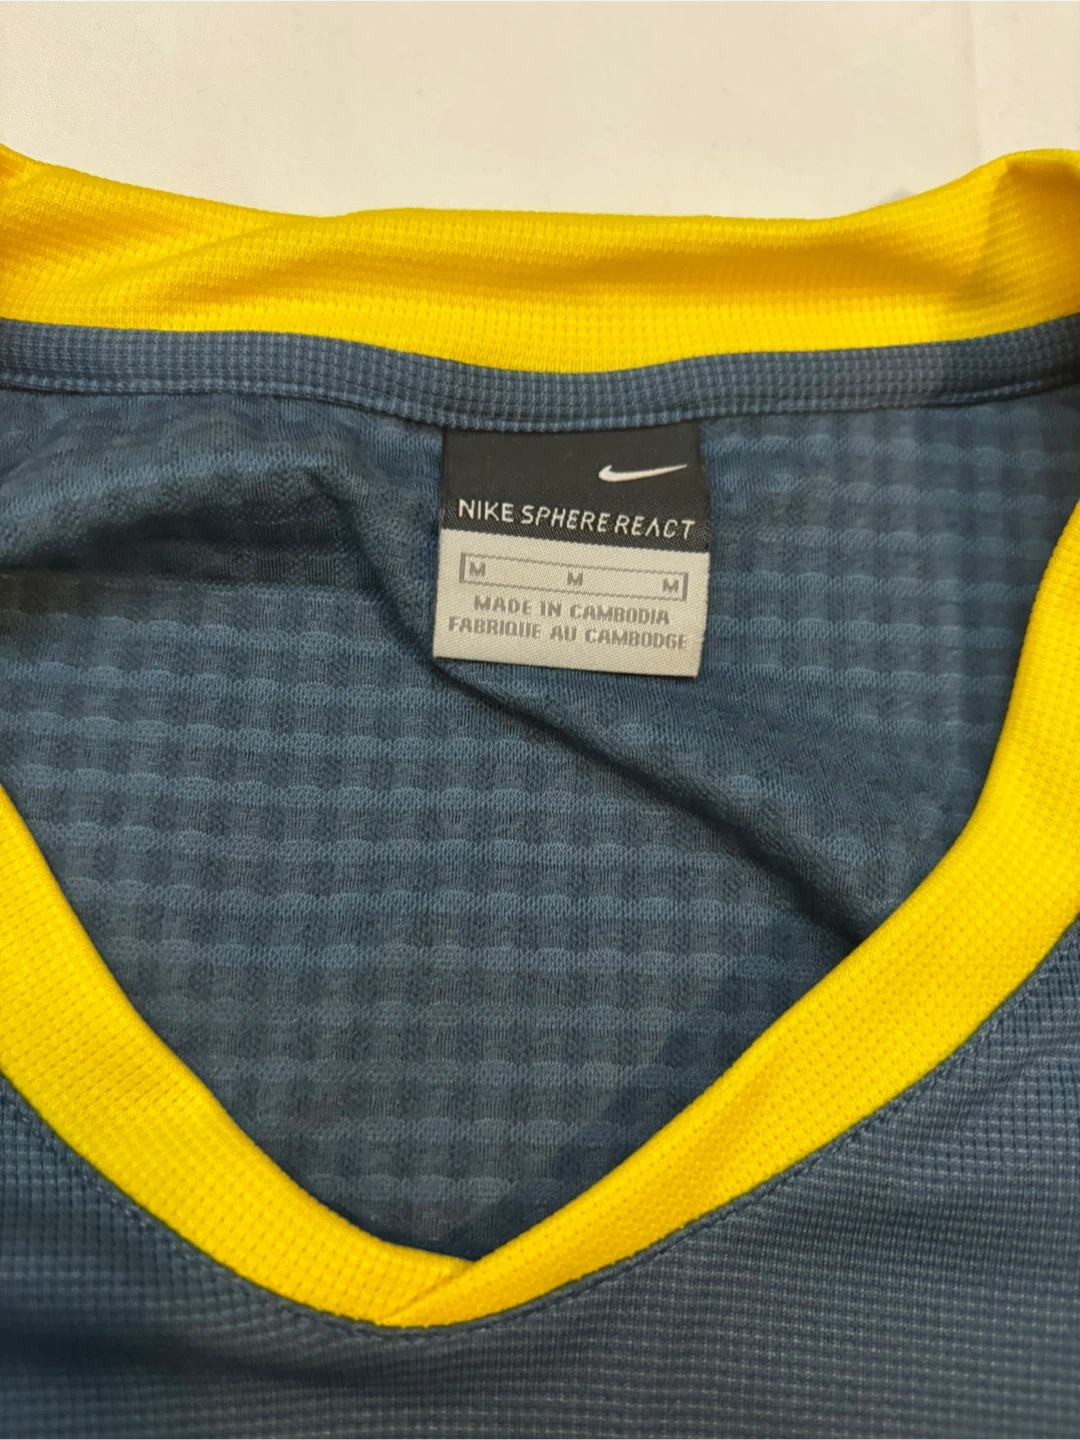 NIKE SPHERE REACT
M M M
MADE IN CAMBODIA
FABRIQUE AU CAMBODGE